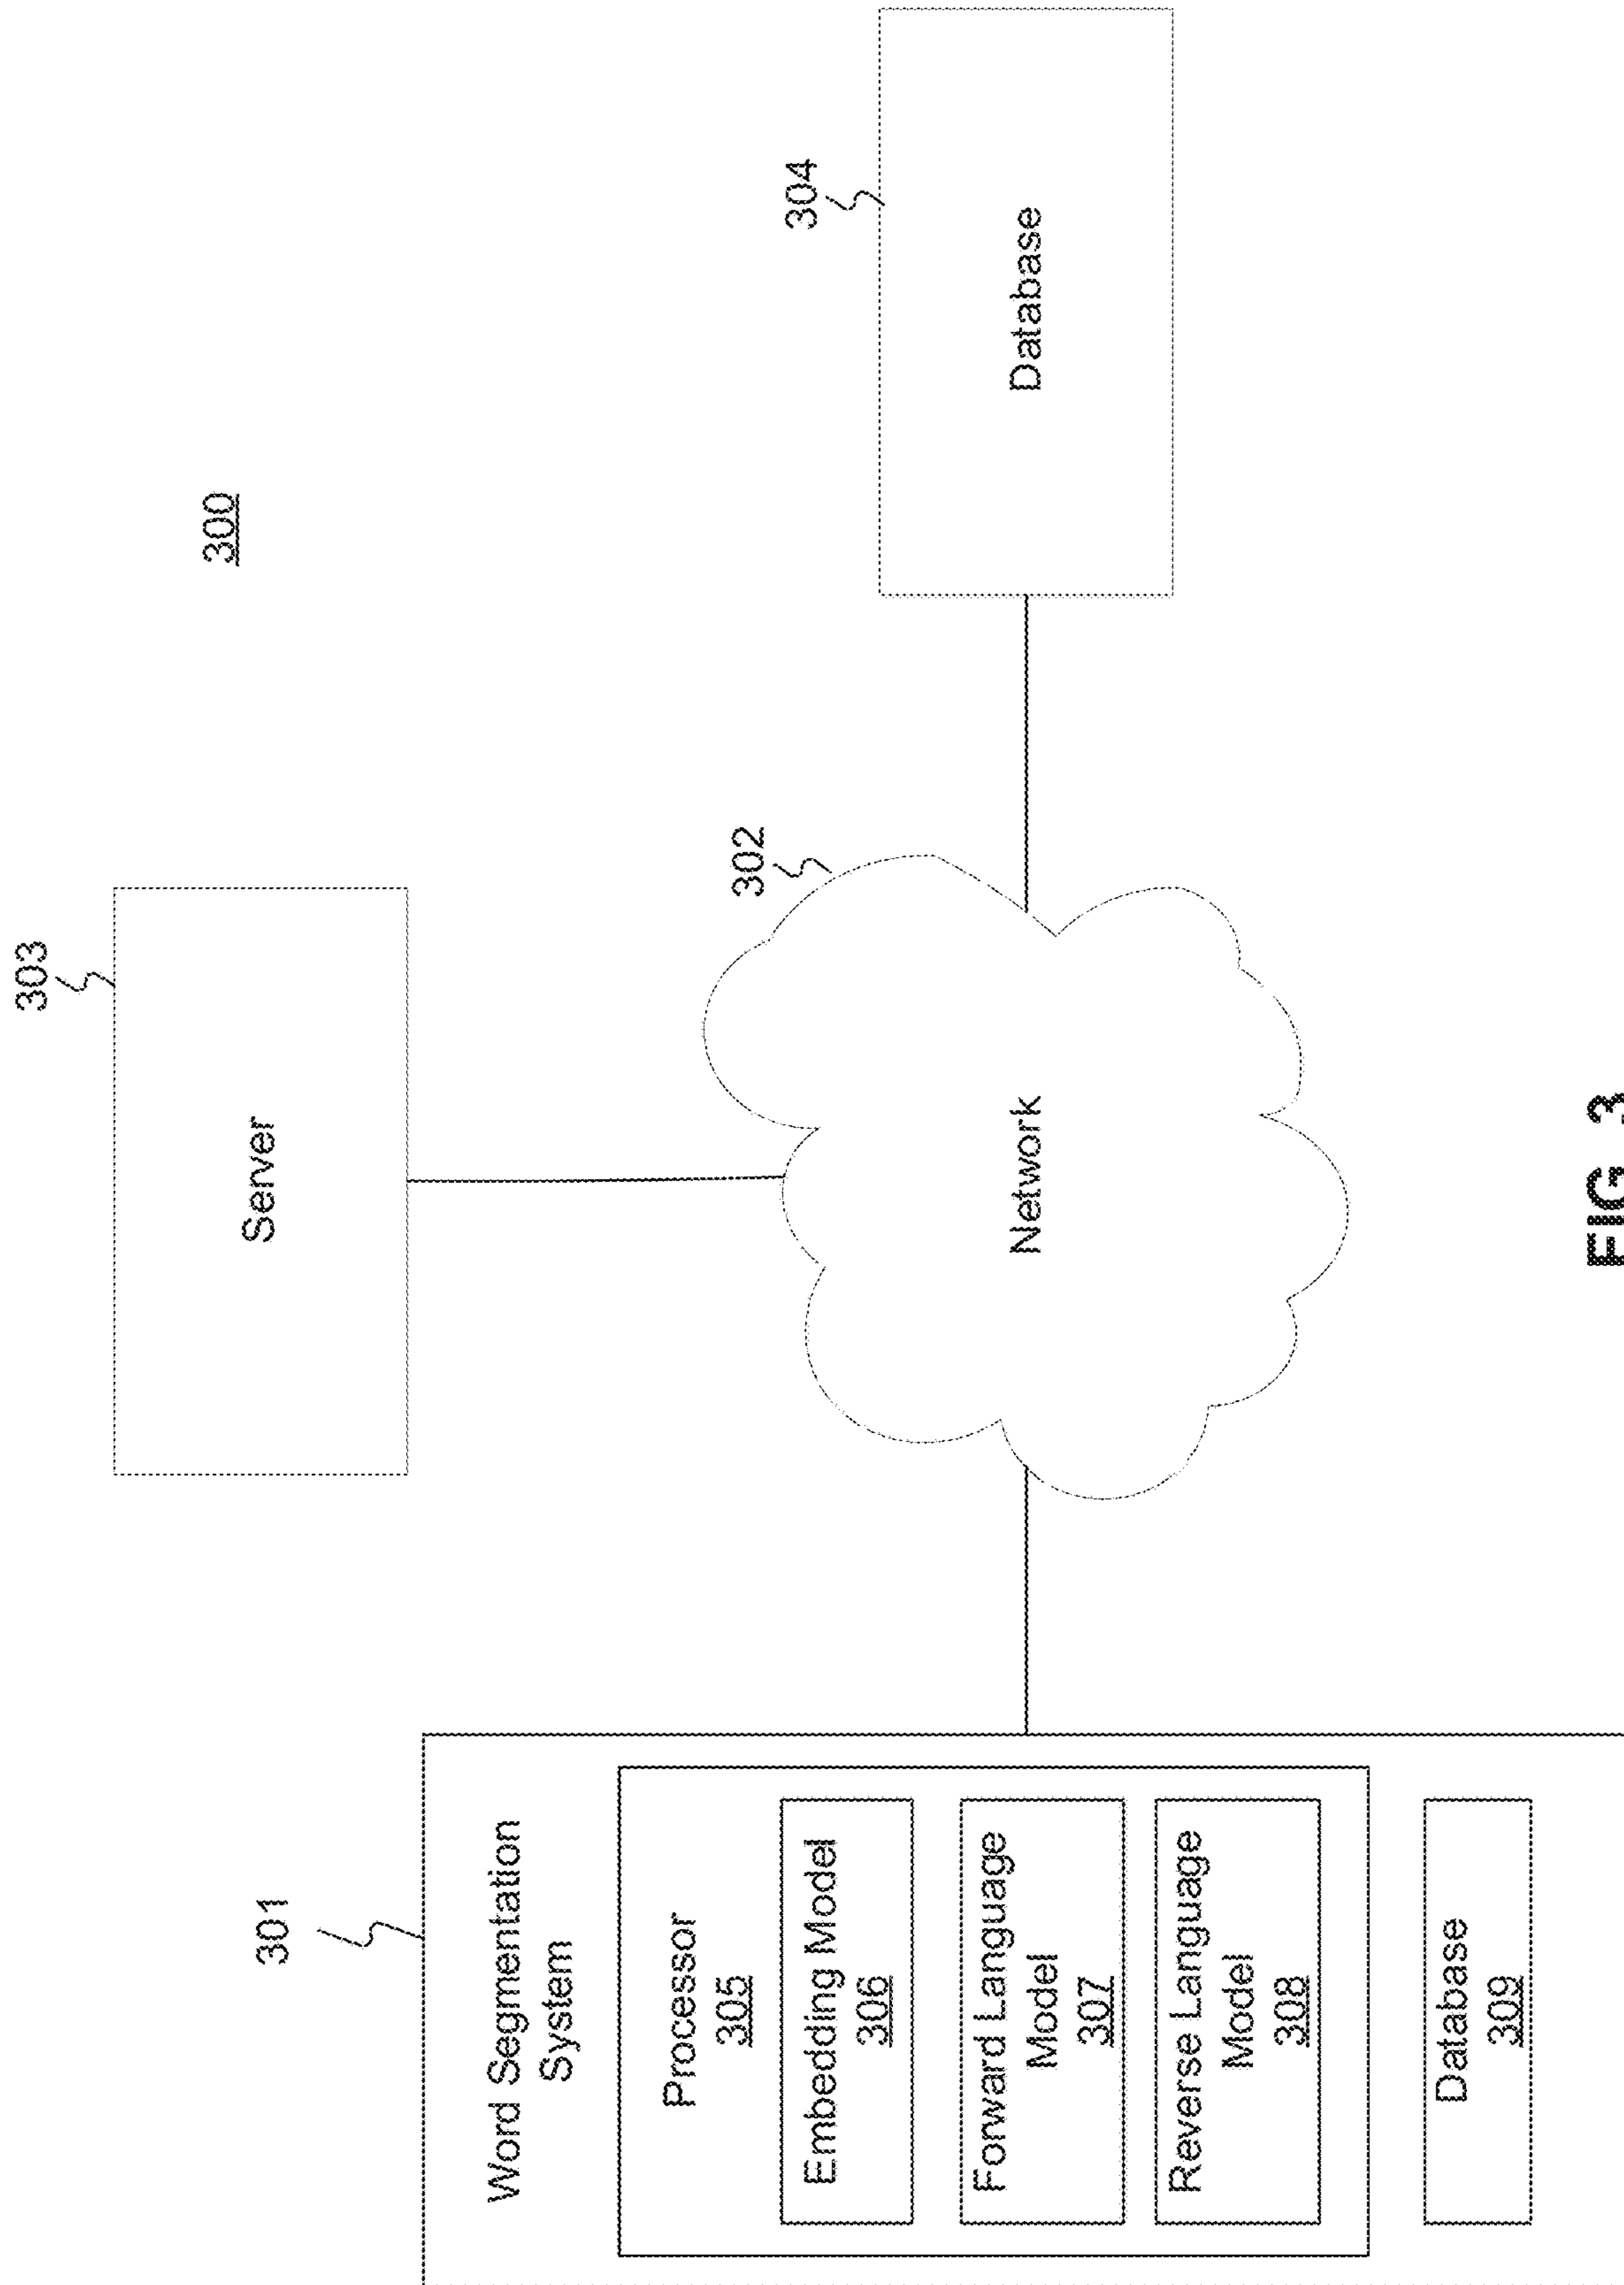 300
301
Word Segmentation
System
Processor
305
Embedding Model
306
Forward Language
Model
307
Reverse Language
Model
308
Database
309
303
Server
302
Network
304
Database
FIG. 3